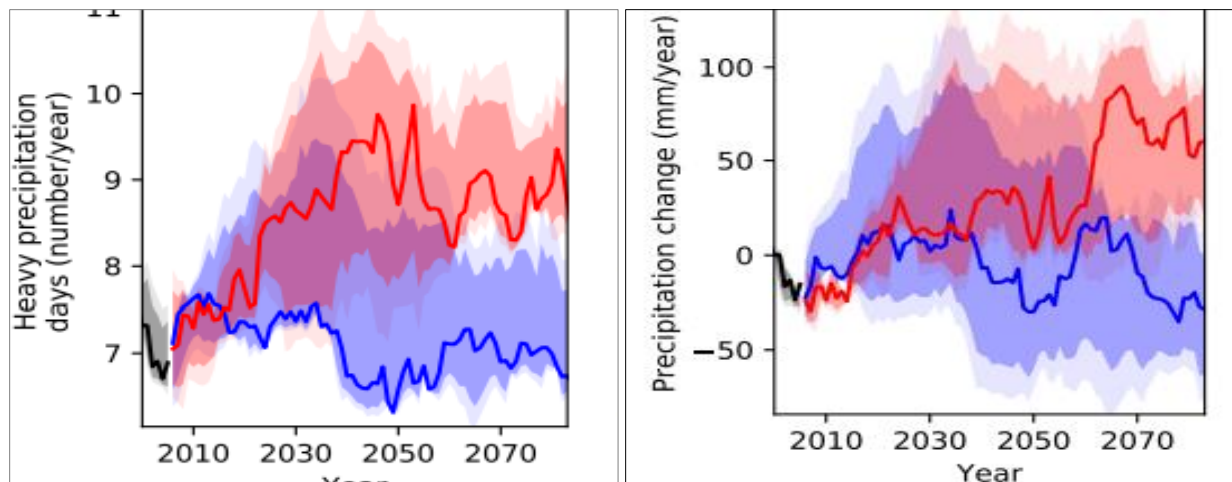 Heavy precipitation
days (number/year)
11
10
9
8
7
2010 2030 2050 2070
Year
Precipitation change (mm/year)
100
50
0
−50
2010 2030 2050 2070
Year